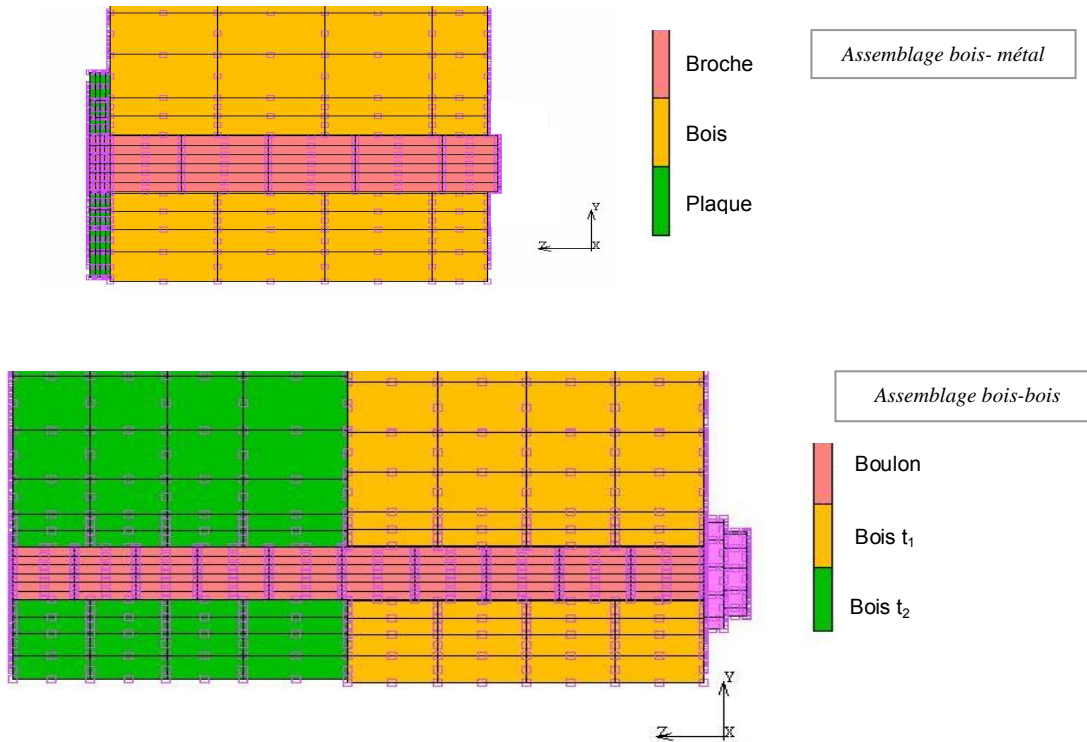 Assemblage bois- métal
Broche
Bois
Plaque
Y
Z
X
Assemblage bois-bois
Boulon
Bois t₁
Bois t₂
Y
Z
X